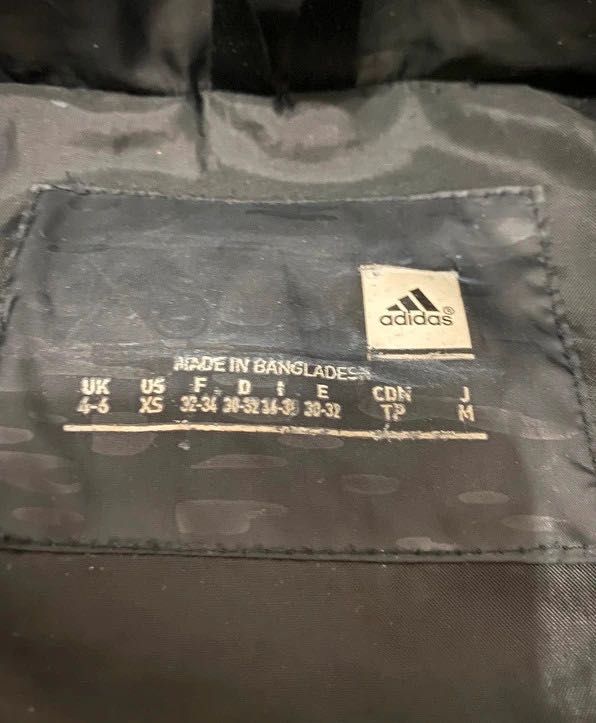 adidas®
MADE IN BANGLADESH
UK US F D I E CDN J
4-6 XS 32-34 30-32 36-38 30-32 TP M